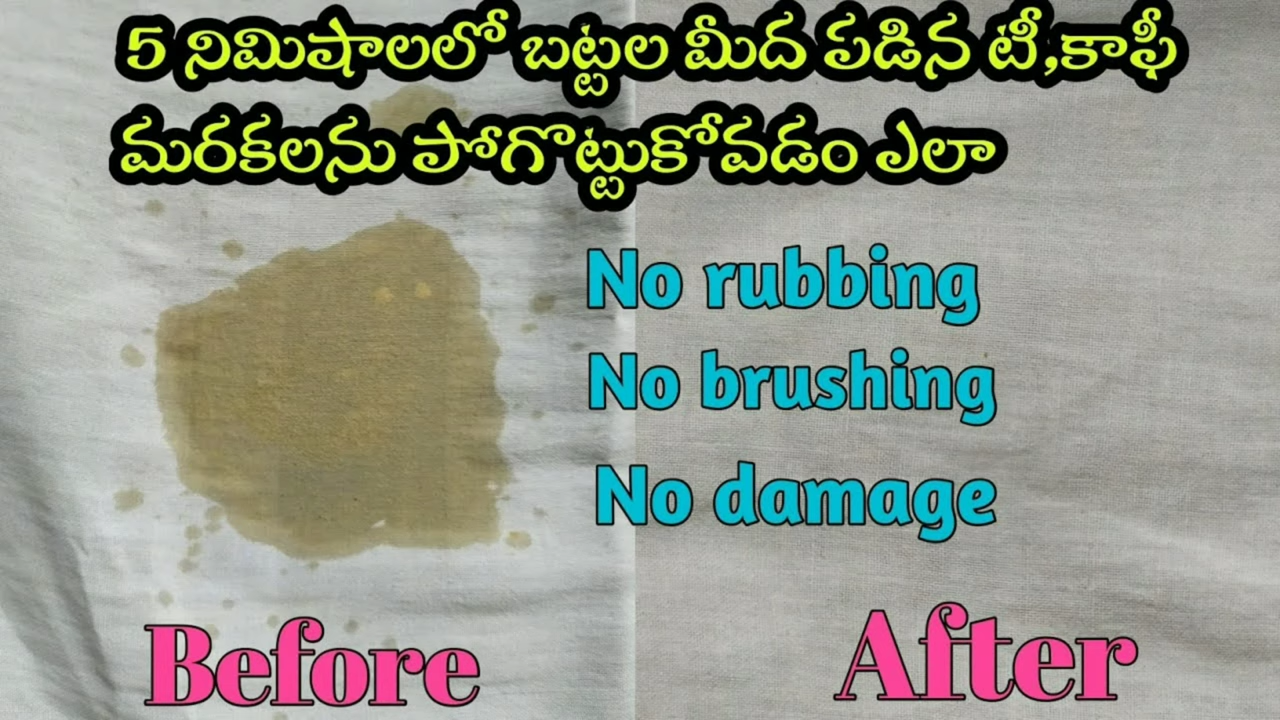 5 నిమిషాలలో బట్టల మీద పడిన టీ,కాఫీ
మరకలను పోగొట్టుకోవడం ఎలా
No rubbing
No brushing
No damage
Before
After